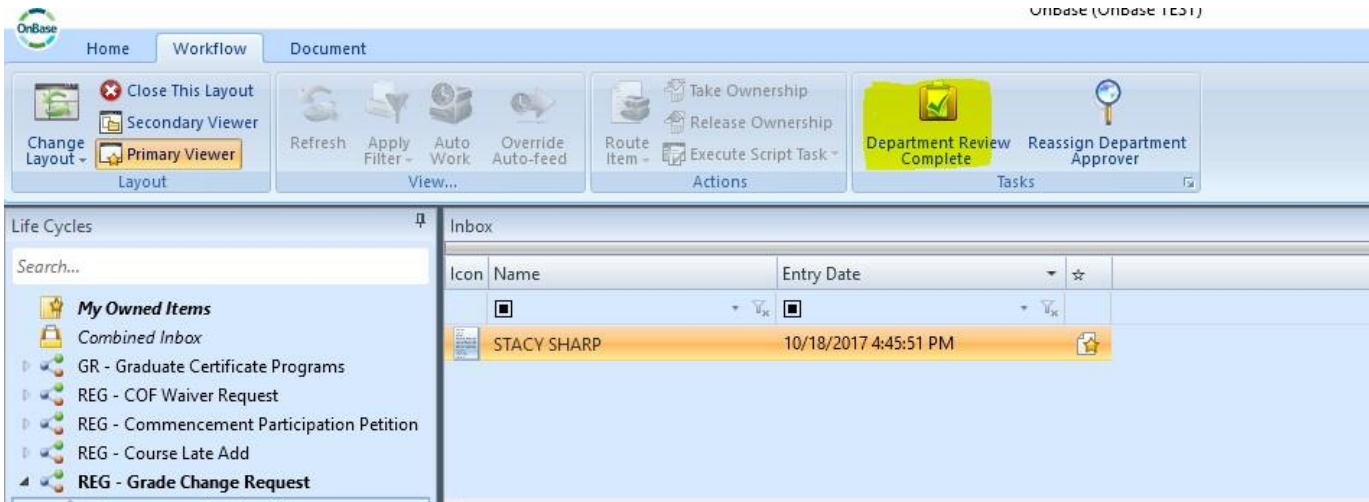 OnBase (OnBase TEST)
OnBase
Home Workflow Document
Change Layout
Close This Layout
Secondary Viewer
Primary Viewer
Layout
Refresh
Apply Filter
Auto Work
Override Auto-feed
View...
Route Item
Take Ownership
Release Ownership
Execute Script Task
Actions
Department Review Complete
Reassign Department Approver
Tasks
Life Cycles
Search...
My Owned Items
Combined Inbox
GR - Graduate Certificate Programs
REG - COF Waiver Request
REG - Commencement Participation Petition
REG - Course Late Add
REG - Grade Change Request
Inbox
Icon Name Entry Date
STACY SHARP 10/18/2017 4:45:51 PM